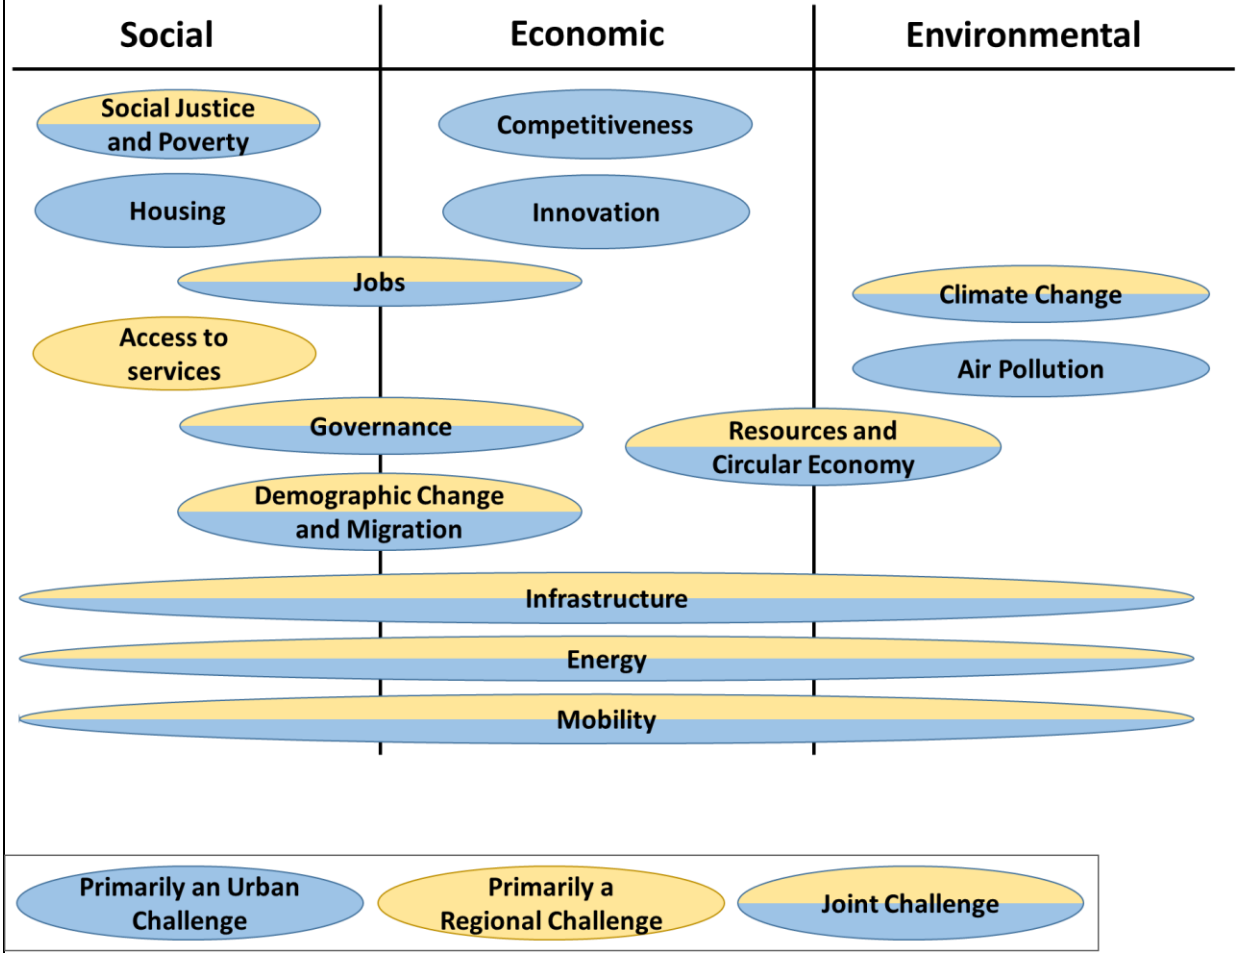 Social
Economic
Environmental
Social Justice
and Poverty
Competitiveness
Housing
Innovation
Jobs
Climate Change
Access to
services
Air Pollution
Governance
Resources and
Circular Economy
Demographic Change
and Migration
Infrastructure
Energy
Mobility
Primarily an Urban
Challenge
Primarily a
Regional Challenge
Joint Challenge